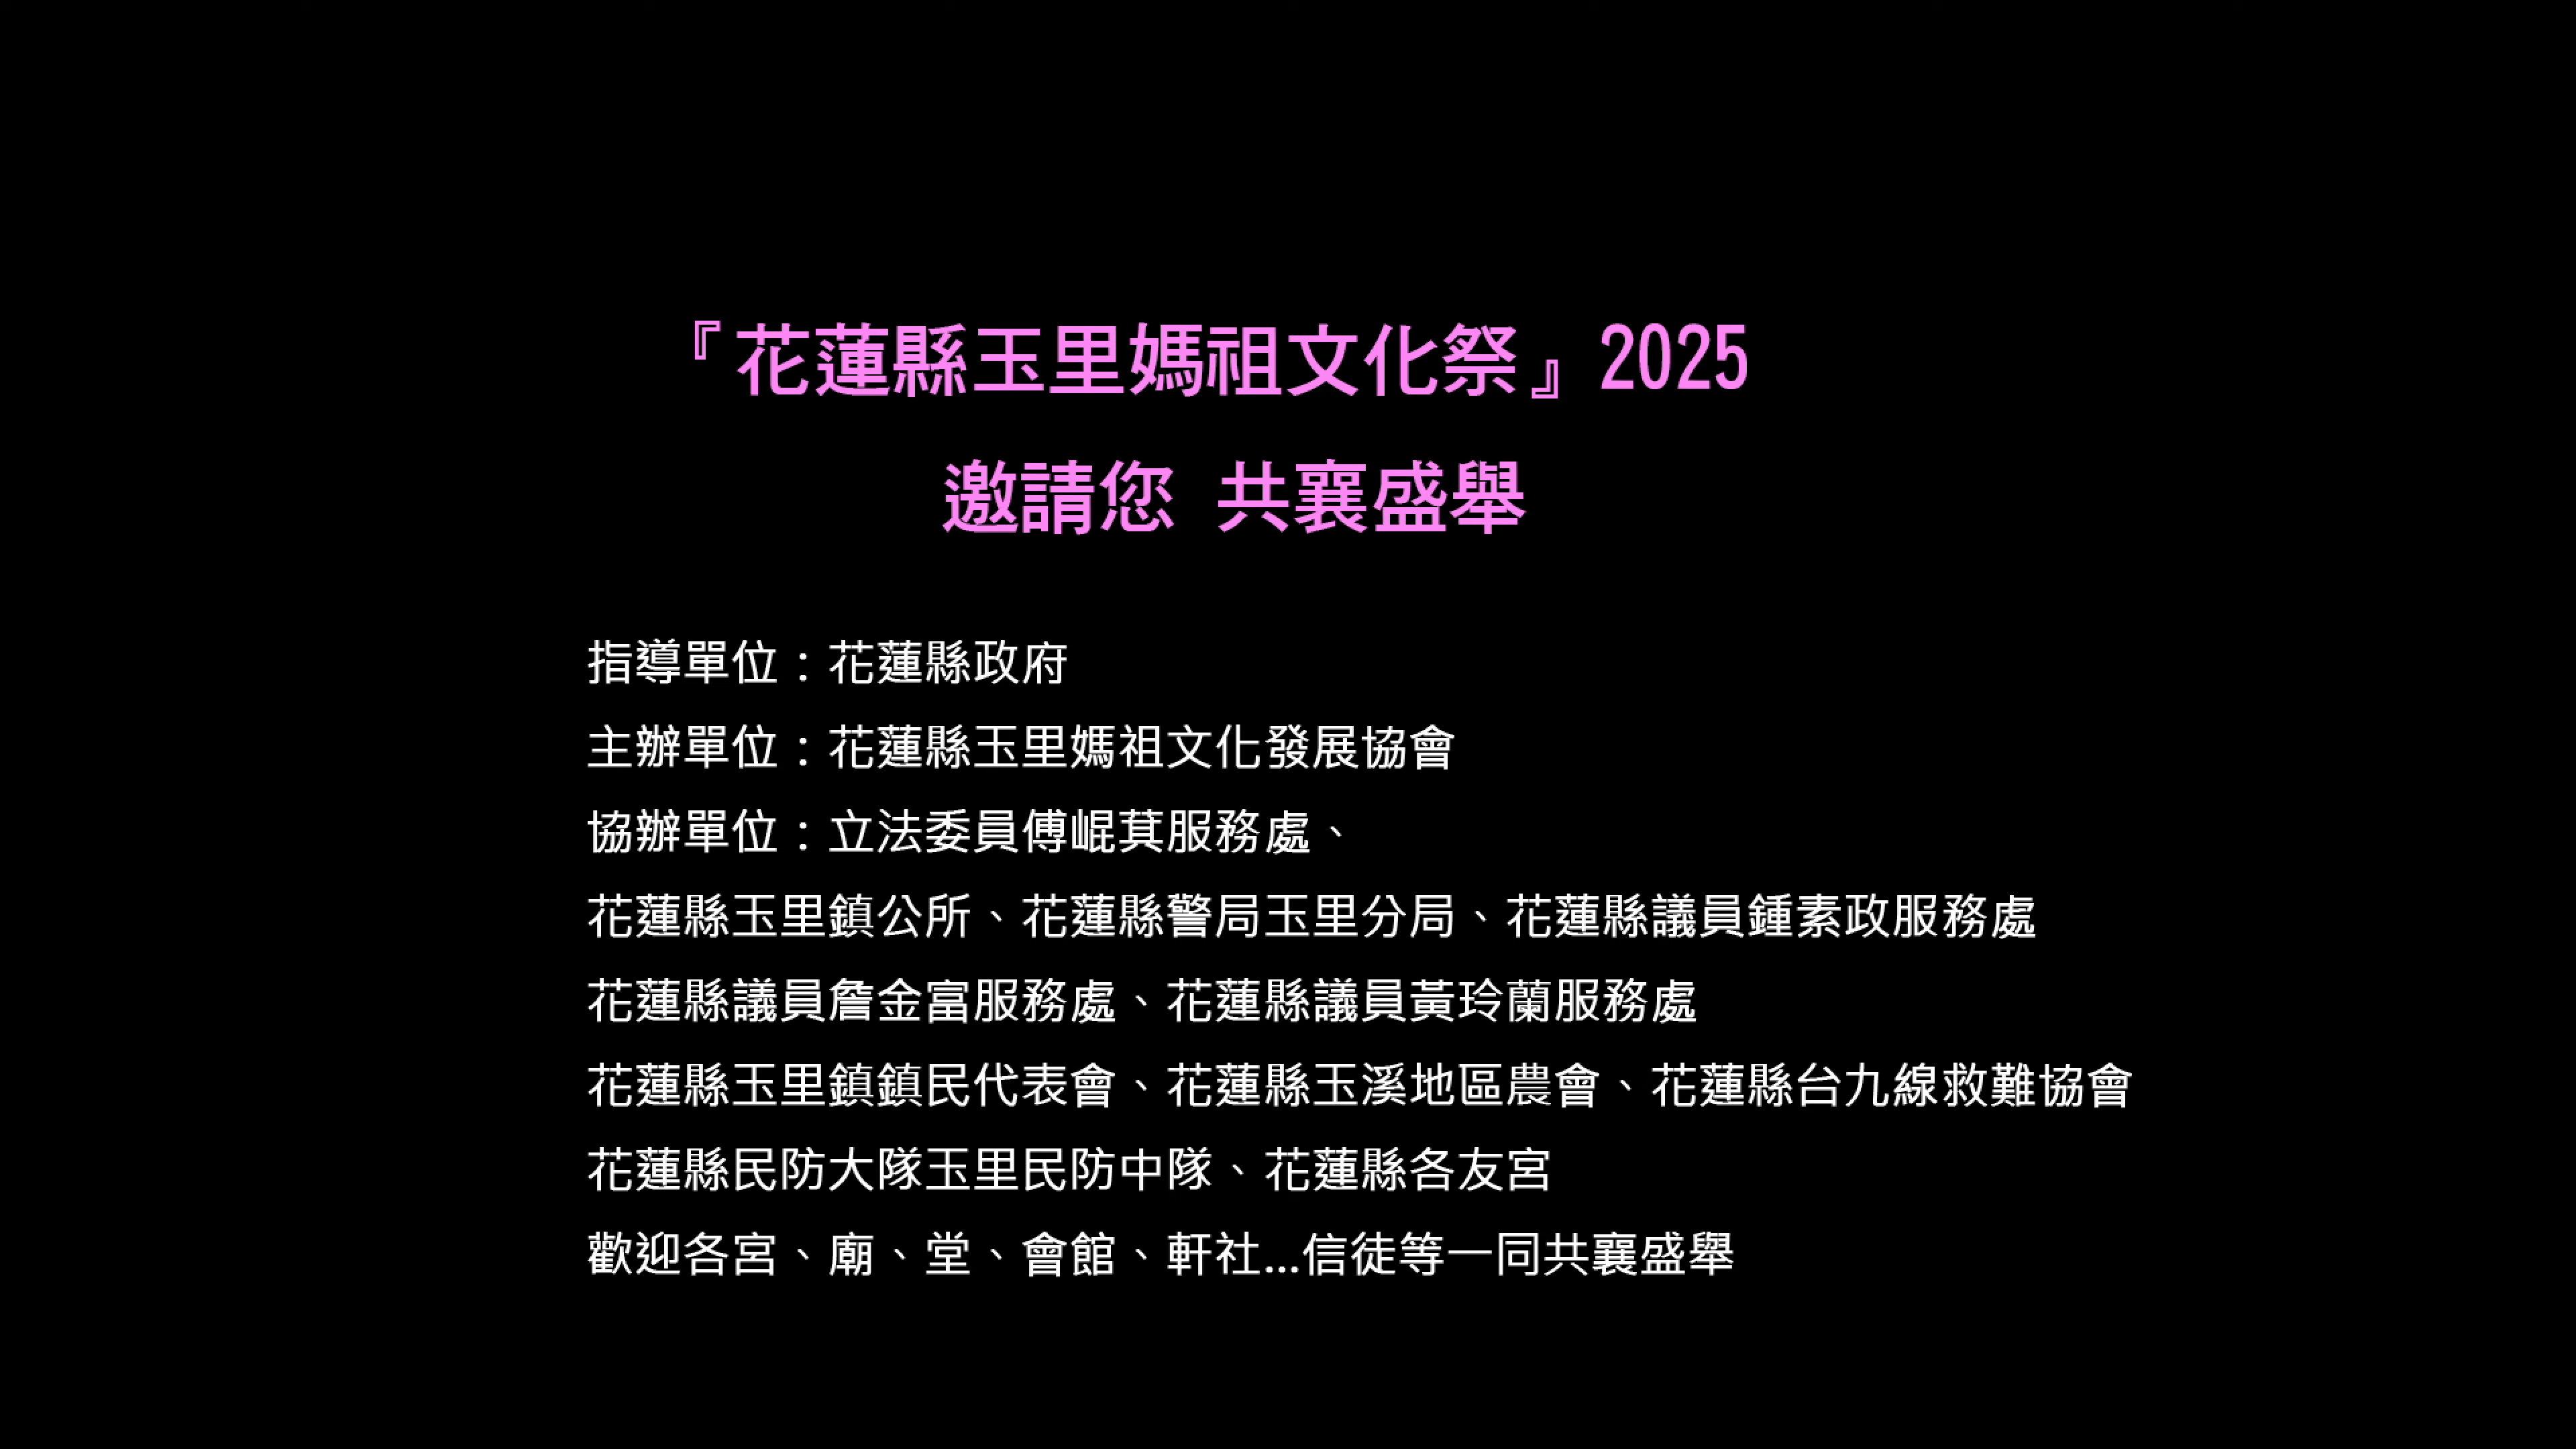 『花蓮縣玉里媽祖文化祭』2025
邀請您 共襄盛舉
指導單位：花蓮縣政府
主辦單位：花蓮縣玉里媽祖文化發展協會
協辦單位：立法委員傅崐萁服務處、
花蓮縣玉里鎮公所、花蓮縣警局玉里分局、花蓮縣議員鍾素政服務處
花蓮縣議員詹金富服務處、花蓮縣議員黃玲蘭服務處
花蓮縣玉里鎮鎮民代表會、花蓮縣玉溪地區農會、花蓮縣台九線救難協會
花蓮縣民防大隊玉里民防中隊、花蓮縣各友宮
歡迎各宮、廟、堂、會館、軒社...信徒等一同共襄盛舉